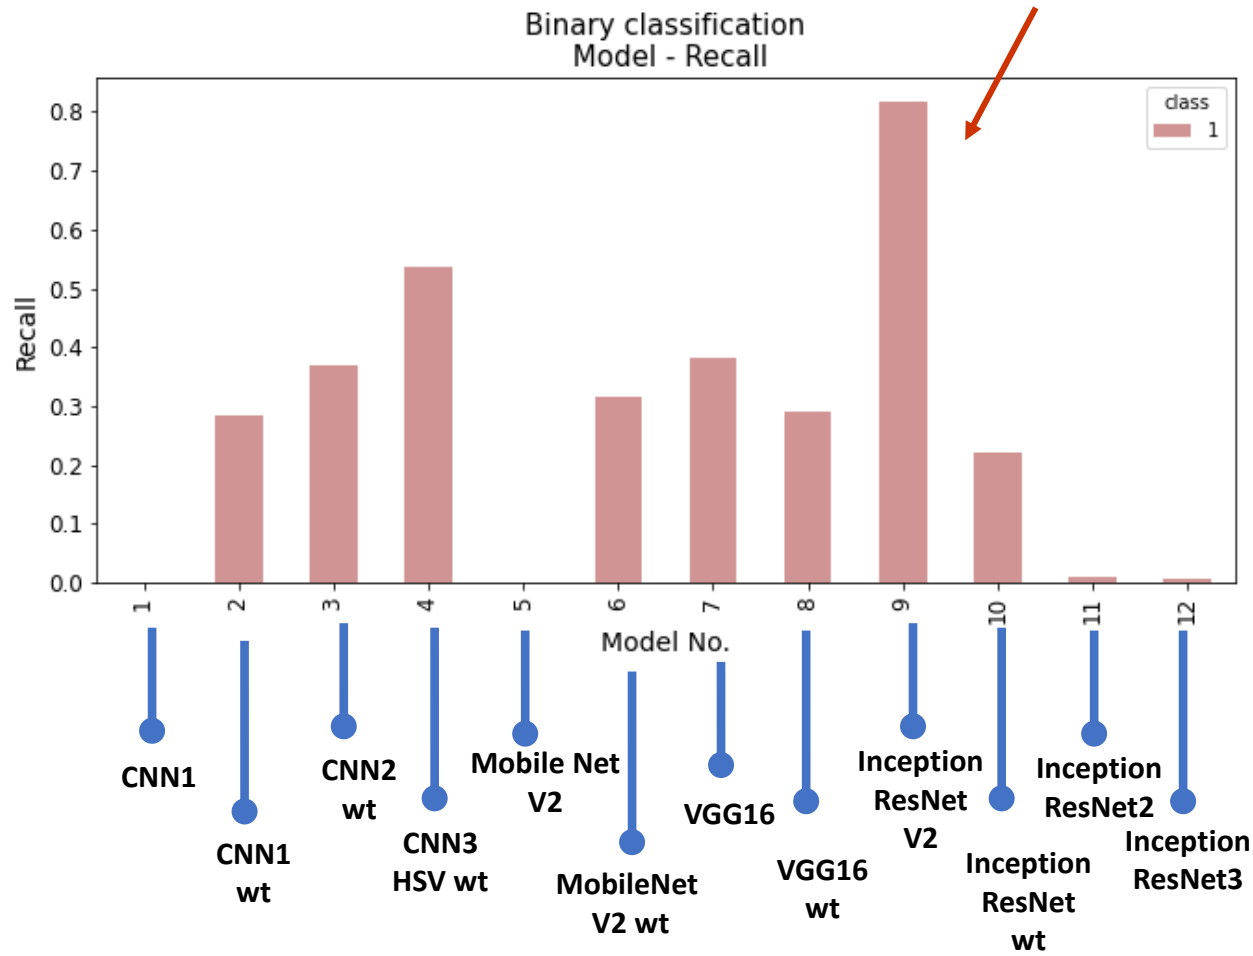 Binary classification
Model - Recall
class
1
Recall
0.8
0.7
0.6
0.5
0.4
0.3
0.2
0.1
0.0
1
2
3
4
5
6
7
8
9
10
11
12
Model No.
CNN1
CNN1
wt
CNN2
wt
CNN3
HSV wt
Mobile Net
V2
MobileNet
V2 wt
VGG16
VGG16
wt
Inception
ResNet
V2
Inception
ResNet
wt
Inception
ResNet2
Inception
ResNet3